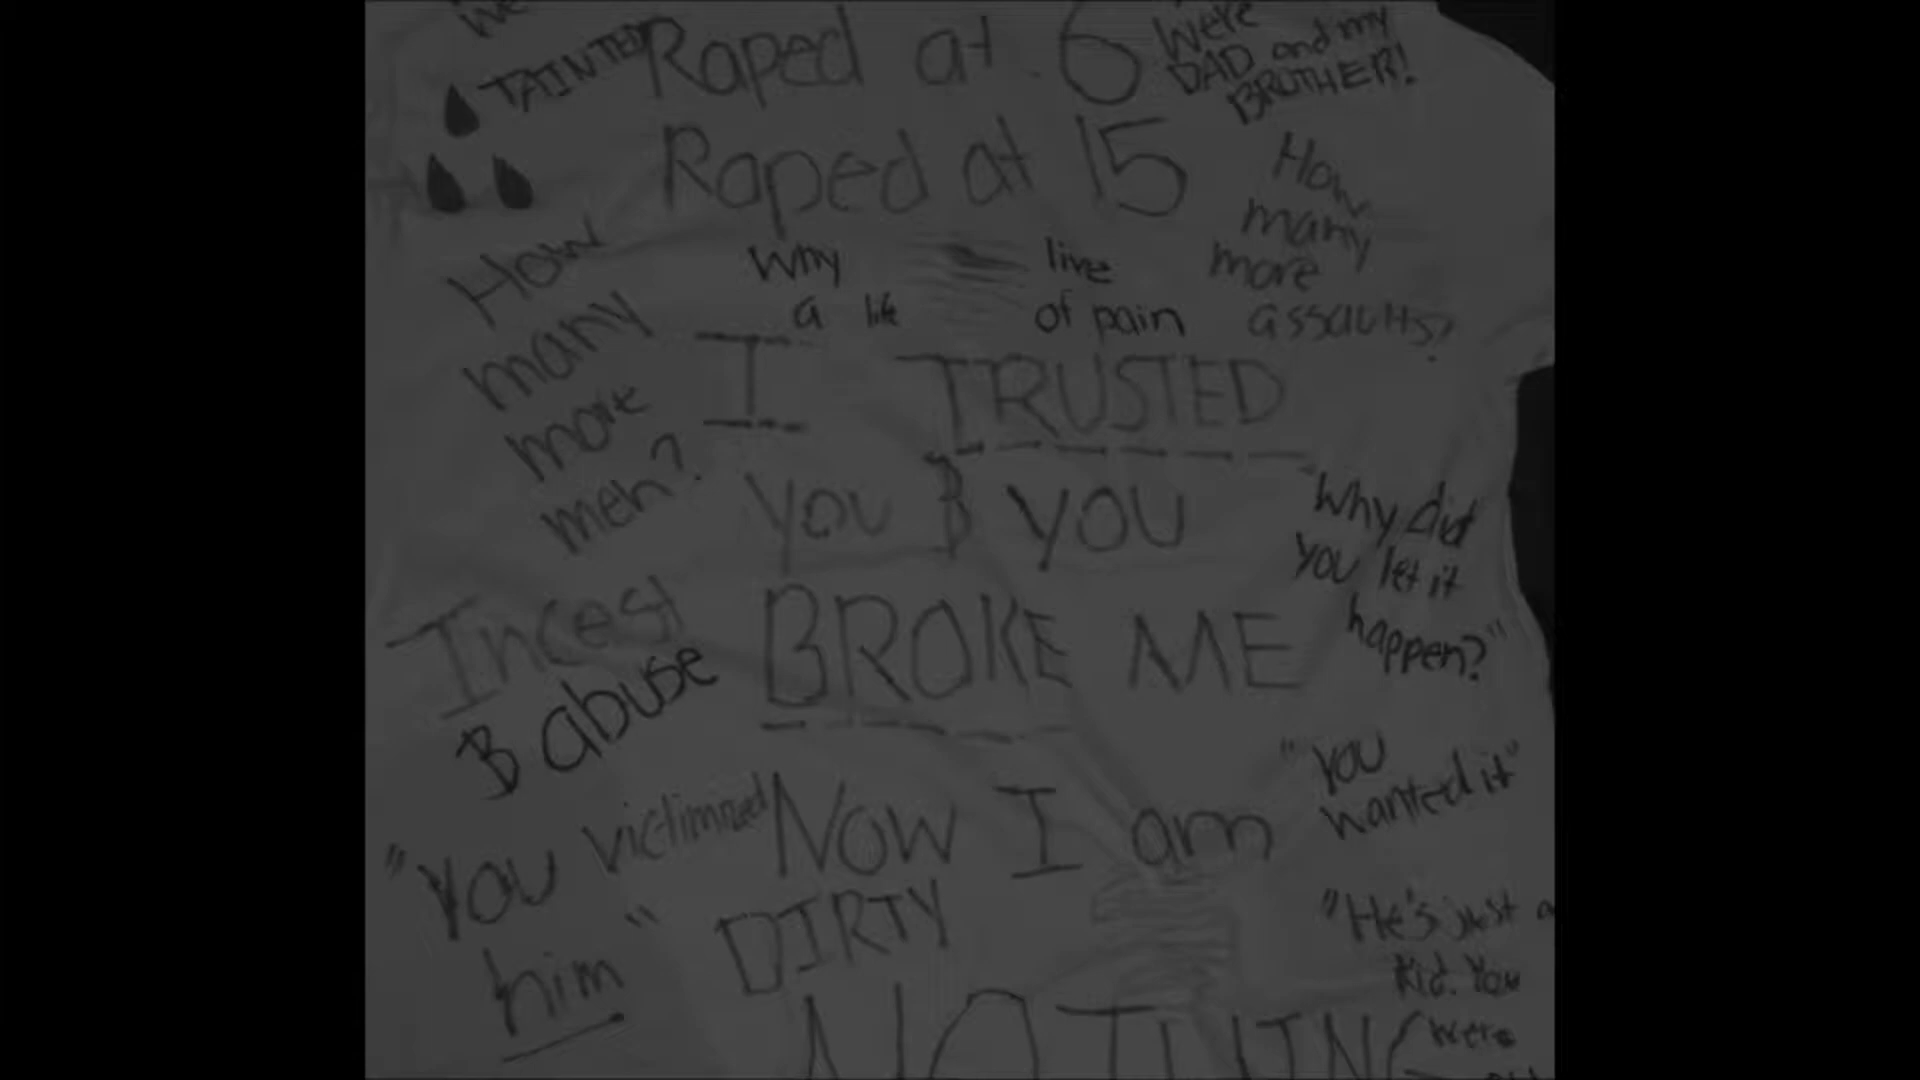 We
TAINTED
Raped at 6
Raped at 15
were
DAD and my
BROTHER!
How
many
more
assaults?
Why live
a life of pain
How
many
more
men?
I TRUSTED
YOU & YOU
BROKE ME
"Why did
you let it
happen?"
Incest
& abuse
"You
wanted it"
"You victimized
him"
Now I am
DIRTY
NOTHING
"He's just a
kid. You
were